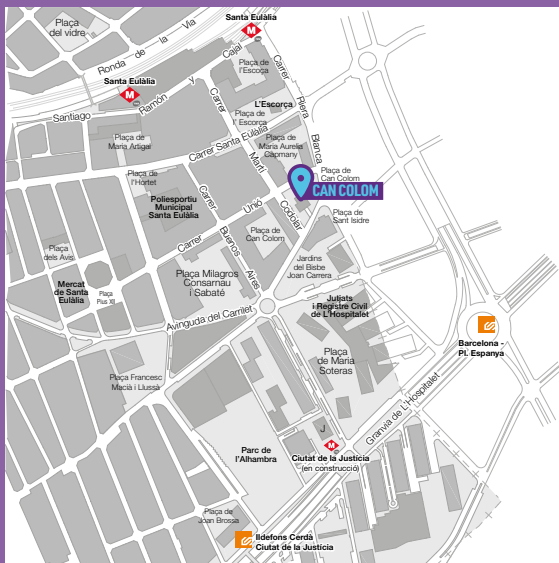 Plaça
del vidre
Santa Eulàlia
M
Ronda de la Via
Santa Eulàlia
M
Santiago Ramón y Cajal
Plaça de
l'Escoça
Carrer Riera Blanca
L'Escorça
Plaça de
l'Escorça
Carrer Martí Codolar
Plaça de
Maria Artigal
Carrer Santa Eulàlia
Plaça de
Maria Aurelia
Capmany
Plaça de
l'Hortet
Plaça de
Can Colom
CAN COLOM
Poliesportiu
Municipal
Santa Eulàlia
Carrer Buenos Aires
Carrer Unió
Plaça de
Sant Isidre
Plaça de
Can Colom
Plaça
dels Avis
Jardins
del Bisbe
Joan Carrera
Plaça Milagros
Consarnau
i Sabaté
Mercat
de Santa
Eulàlia
Plaça
Pius XII
Jutjats
i Registre Civil
de L'Hospitalet
Avinguda del Carrilet
Barcelona -
Pl. Espanya
Plaça
de Maria
Soteras
Plaça Francesc
Macià i Llussà
Granvia de L'Hospitalet
J
M
Parc de
l'Alhambra
Ciutat de la Justícia
(en construcció)
Plaça de
Joan Brossa
Ildefons Cerdà
Ciutat de la Justícia